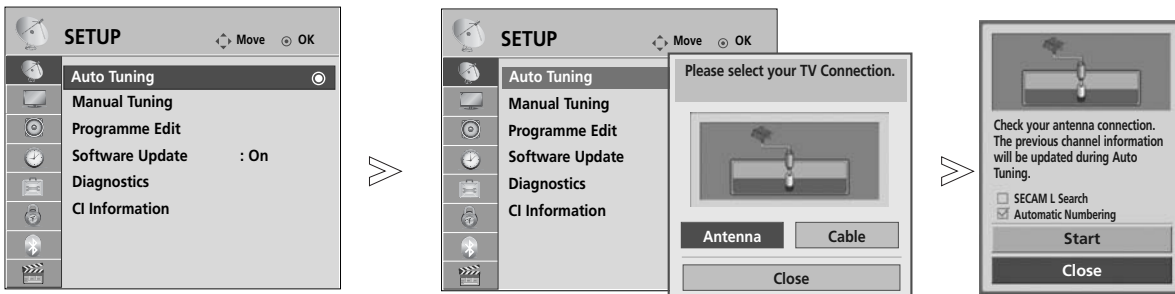 SETUP
Move OK
Auto Tuning
Manual Tuning
Programme Edit
Software Update : On
Diagnostics
CI Information
SETUP
Move OK
Auto Tuning
Manual Tuning
Programme Edit
Software Update
Diagnostics
CI Information
Please select your TV Connection.
Antenna Cable
Close
Check your antenna connection.
The previous channel information
will be updated during Auto
Tuning.
SECAM L Search
Automatic Numbering
Start
Close